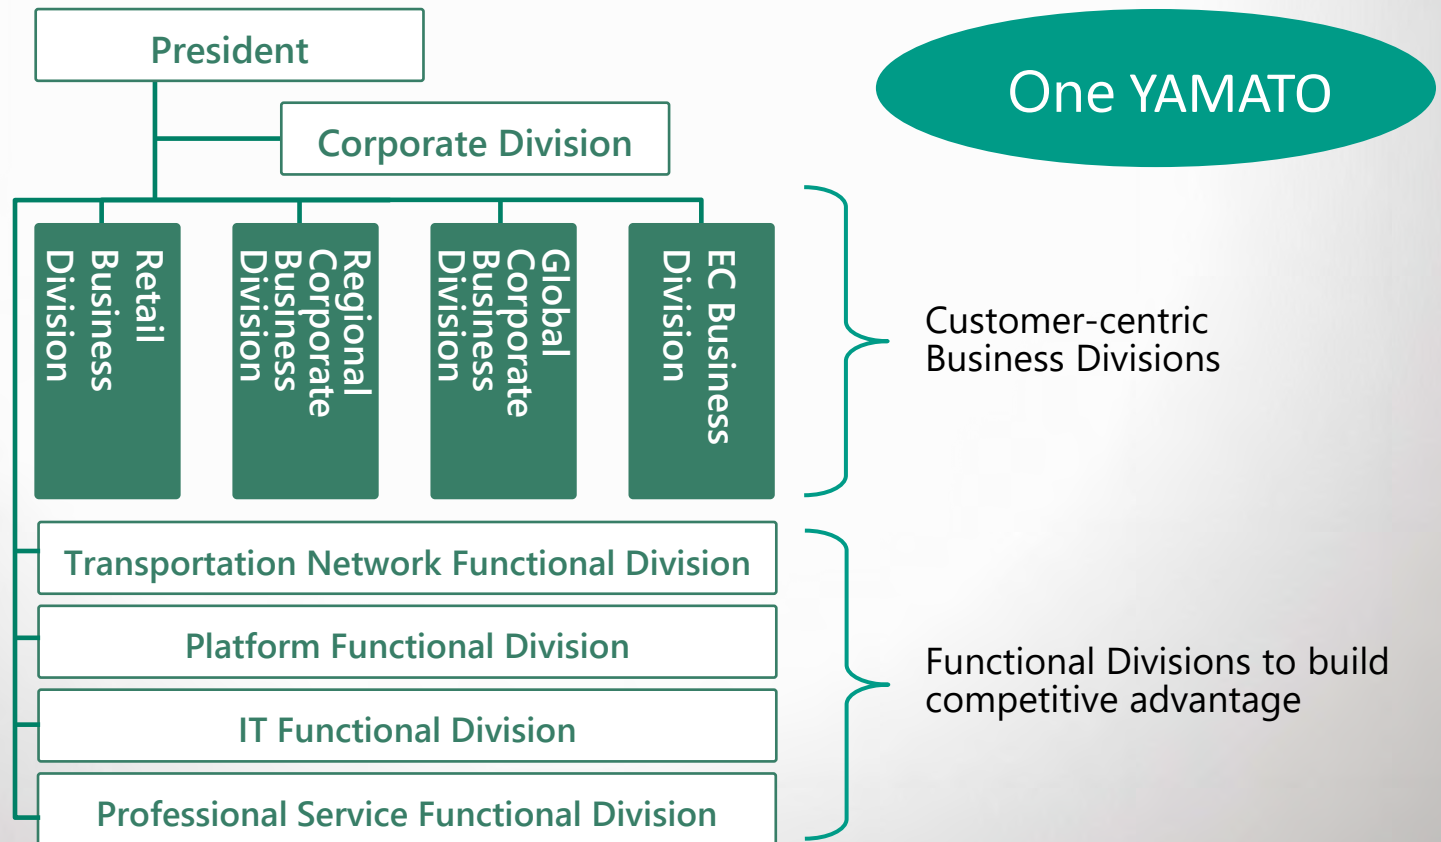 President
One YAMATO
Corporate Division
Retail
Business
Division
Regional
Corporate
Business
Division
Global
Corporate
Business
Division
EC Business
Division
Customer-centric
Business Divisions
Transportation Network Functional Division
Platform Functional Division
IT Functional Division
Professional Service Functional Division
Functional Divisions to build
competitive advantage